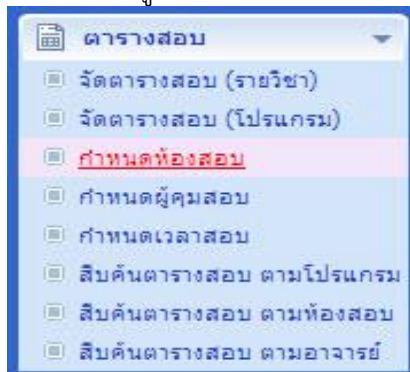 ตารางสอบ
จัดตารางสอบ (รายวิชา)
จัดตารางสอบ (โปรแกรม)
กำหนดห้องสอบ
กำหนดผู้คุมสอบ
กำหนดเวลาสอบ
สืบค้นตารางสอบ ตามโปรแกรม
สืบค้นตารางสอบ ตามห้องสอบ
สืบค้นตารางสอบ ตามอาจารย์